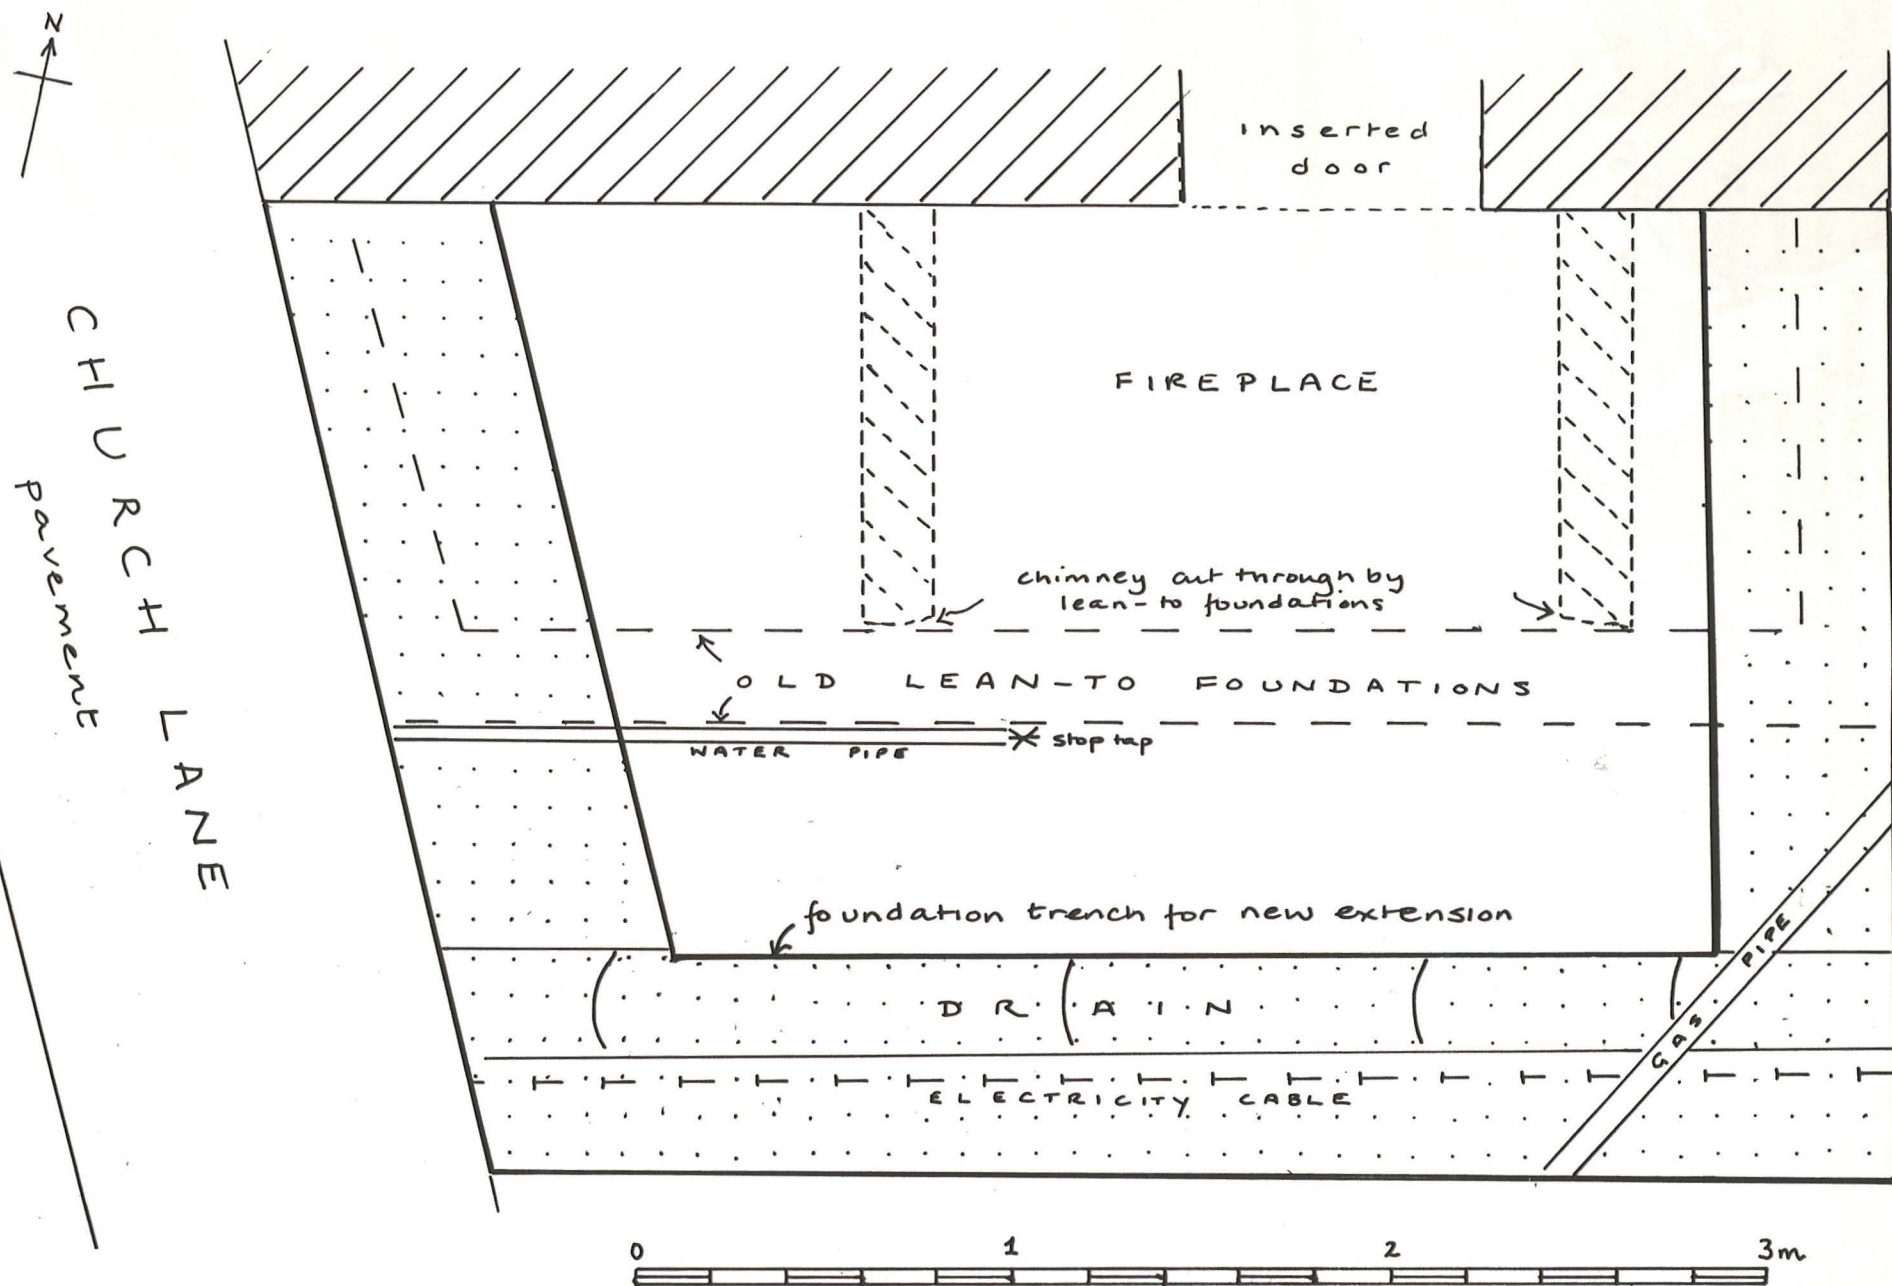 N
inserted
door
CHURCH LANE
pavement
FIREPLACE
chimney cut through by
lean-to foundations
OLD LEAN-TO FOUNDATIONS
WATER PIPE
stop tap
foundation trench for new extension
DRAIN
GAS PIPE
ELECTRICITY CABLE
0 1 2 3m